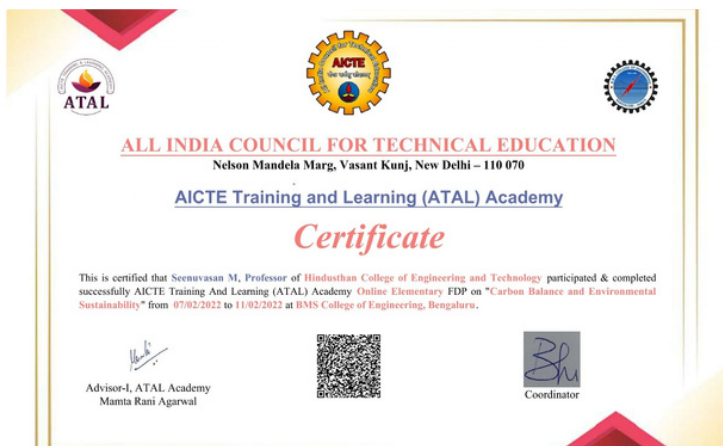 ATAL
AICTE
ALL INDIA COUNCIL FOR TECHNICAL EDUCATION
Nelson Mandela Marg, Vasant Kunj, New Delhi – 110 070
AICTE Training and Learning (ATAL) Academy
Certificate
This is certified that Seenuvasan M, Professor of Hindusthan College of Engineering and Technology participated & completed
successfully AICTE Training And Learning (ATAL) Academy Online Elementary FDP on "Carbon Balance and Environmental
Sustainability" from 07/02/2022 to 11/02/2022 at BMS College of Engineering, Bengaluru.
Advisor-I, ATAL Academy
Mamta Rani Agarwal
Coordinator